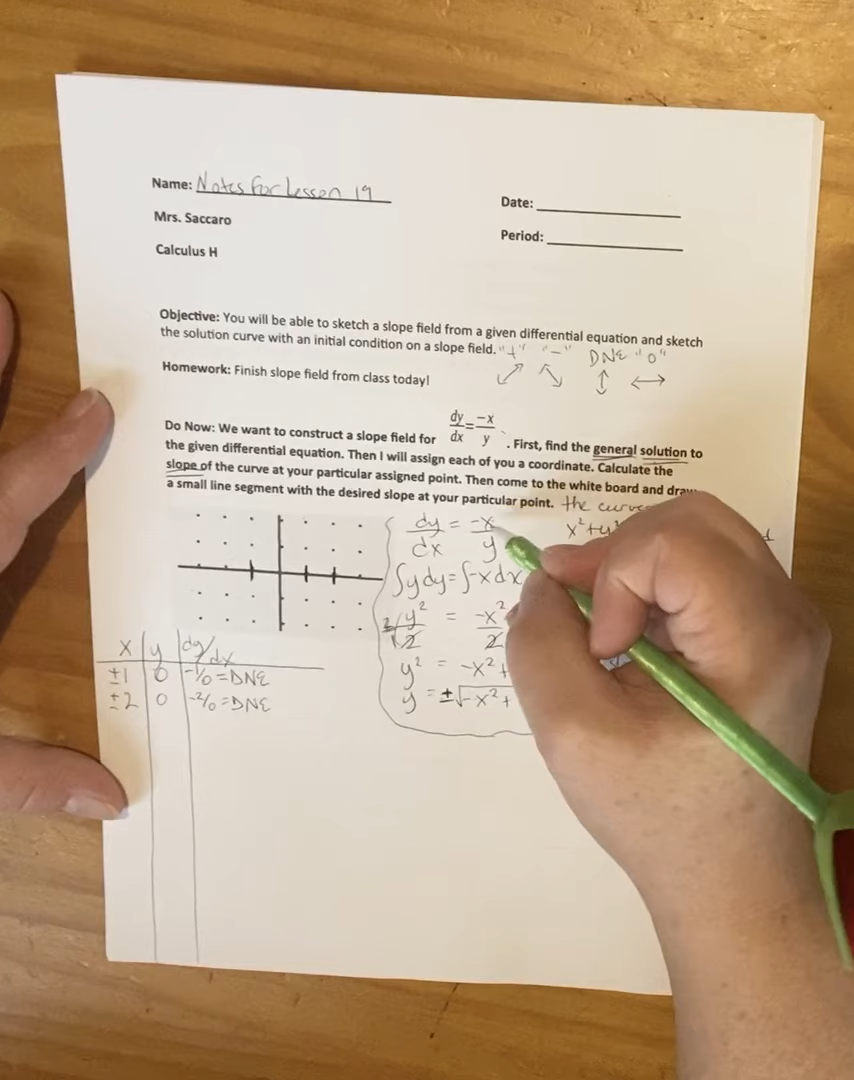 Name: Notes for Lesson 19
Date:
Mrs. Saccaro
Period:
Calculus H
Objective: You will be able to sketch a slope field from a given differential equation and sketch
the solution curve with an initial condition on a slope field. "+" "-" DNE "0"
Homework: Finish slope field from class today!
Do Now: We want to construct a slope field for dy/dx = -x/y . First, find the general solution to
the given differential equation. Then I will assign each of you a coordinate. Calculate the
slope of the curve at your particular assigned point. Then come to the white board and draw
a small line segment with the desired slope at your particular point. the curve
dy/dx = -x/y
x²+y²
∫ydy=∫-xdx
y²/2 = -x²/2
y² = -x²+
y = ±√-x²+
x y dy/dx
±1 0 -1/0 = DNE
±2 0 -2/0 = DNE